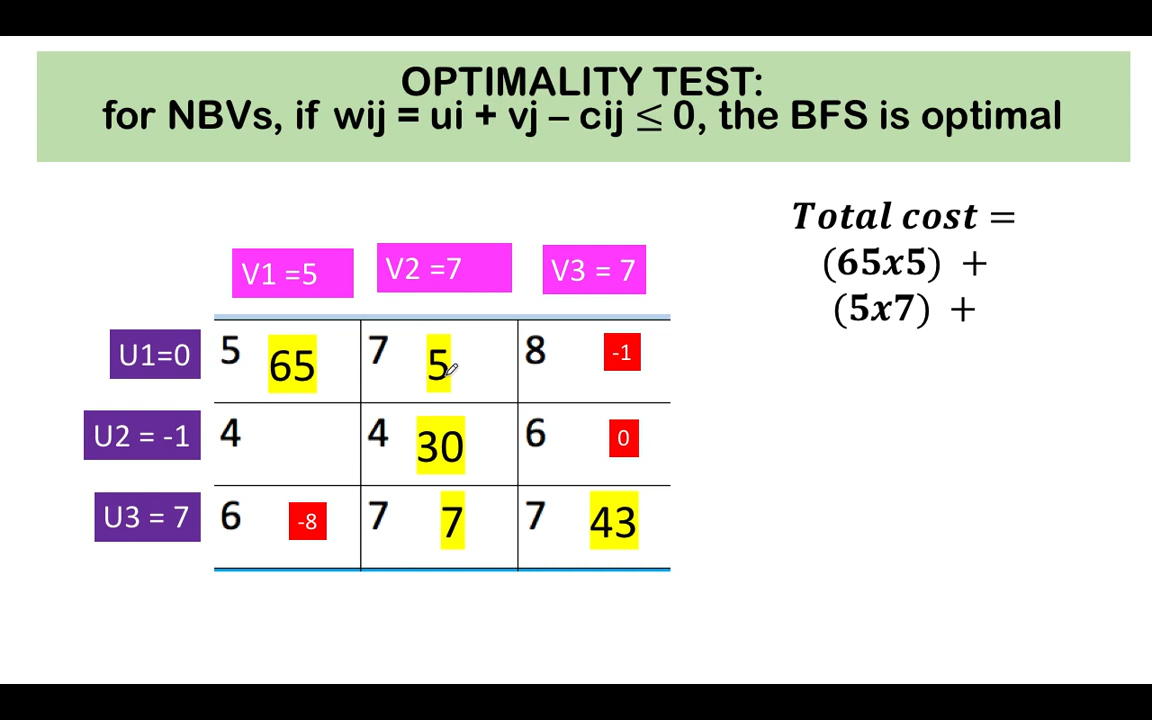 OPTIMALITY TEST:
for NBVs, if wij = ui + vj – cij ≤ 0, the BFS is optimal
Total cost =
(65x5) +
(5x7) +
V1 =5 V2 =7 V3 = 7
U1=0 5 65 7 5 8 -1
U2 = -1 4 4 30 6 0
U3 = 7 6 -8 7 7 7 43